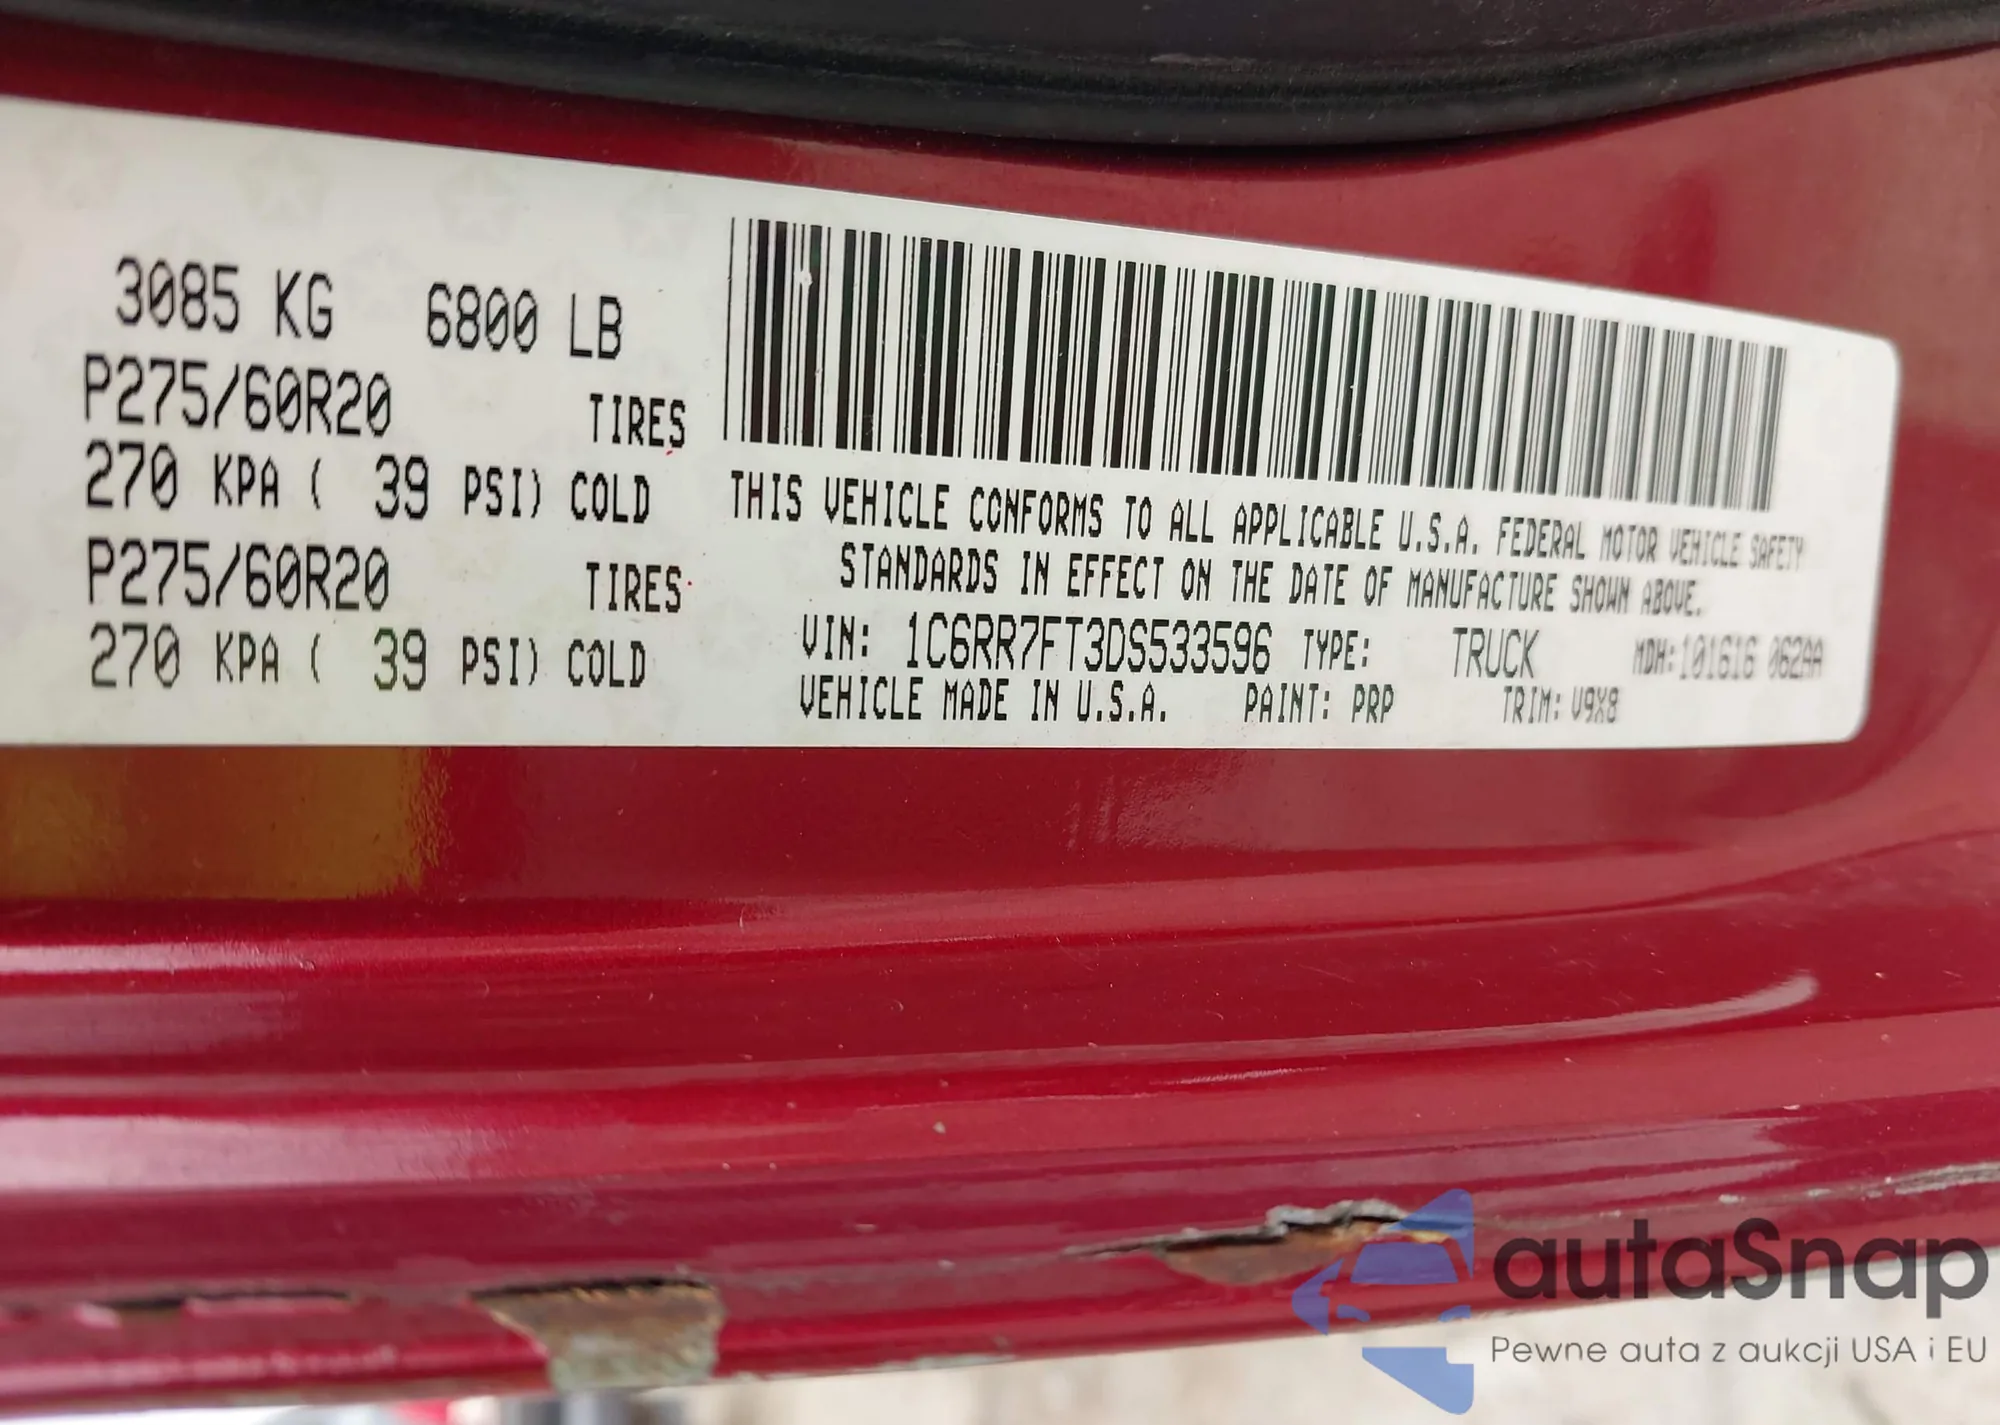 3085 KG 6800 LB
P275/60R20 TIRES
270 KPA ( 39 PSI) COLD
P275/60R20 TIRES
270 KPA ( 39 PSI) COLD
THIS VEHICLE CONFORMS TO ALL APPLICABLE U.S.A. FEDERAL MOTOR VEHICLE SAFETY
STANDARDS IN EFFECT ON THE DATE OF MANUFACTURE SHOWN ABOVE.
VIN: 1C6RR7FT3DS533596 TYPE: TRUCK MDH:101616 062AA
VEHICLE MADE IN U.S.A. PAINT: PRP TRIM: V9X8
autaSnap
Pewne auta z aukcji USA i EU